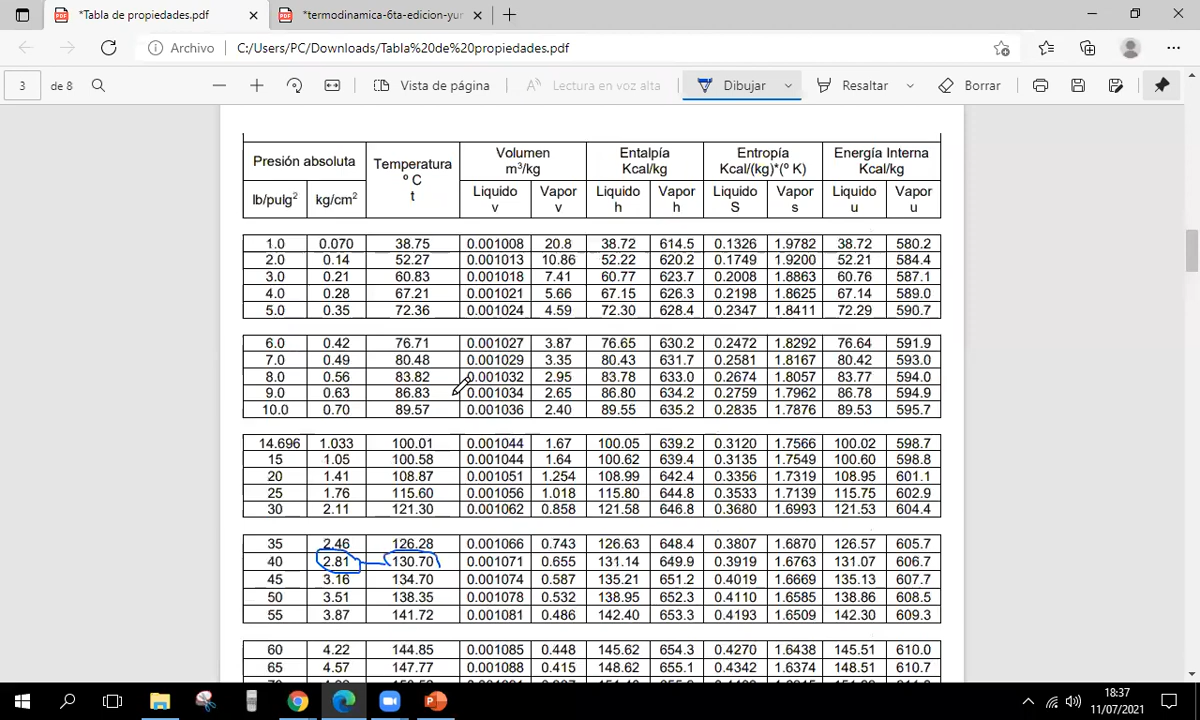 *Tabla de propiedades.pdf
*termodinamica-6ta-edicion-yur
Archivo
C:/Users/PC/Downloads/Tabla%20de%20propiedades.pdf
3 de 8
Vista de página
Lectura en voz alta
Dibujar
Resaltar
Borrar
Presión absoluta Temperatura º C t Volumen m³/kg Entalpía Kcal/kg Entropía Kcal/(kg)*(º K) Energía Interna Kcal/kg
lb/pulg² kg/cm² Liquido v Vapor v Liquido h Vapor h Liquido S Vapor s Liquido u Vapor u
1.0 0.070 38.75 0.001008 20.8 38.72 614.5 0.1326 1.9782 38.72 580.2
2.0 0.14 52.27 0.001013 10.86 52.22 620.2 0.1749 1.9200 52.21 584.4
3.0 0.21 60.83 0.001018 7.41 60.77 623.7 0.2008 1.8863 60.76 587.1
4.0 0.28 67.21 0.001021 5.66 67.15 626.3 0.2198 1.8625 67.14 589.0
5.0 0.35 72.36 0.001024 4.59 72.30 628.4 0.2347 1.8411 72.29 590.7
6.0 0.42 76.71 0.001027 3.87 76.65 630.2 0.2472 1.8292 76.64 591.9
7.0 0.49 80.48 0.001029 3.35 80.43 631.7 0.2581 1.8167 80.42 593.0
8.0 0.56 83.82 0.001032 2.95 83.78 633.0 0.2674 1.8057 83.77 594.0
9.0 0.63 86.83 0.001034 2.65 86.80 634.2 0.2759 1.7962 86.78 594.9
10.0 0.70 89.57 0.001036 2.40 89.55 635.2 0.2835 1.7876 89.53 595.7
14.696 1.033 100.01 0.001044 1.67 100.05 639.2 0.3120 1.7566 100.02 598.7
15 1.05 100.58 0.001044 1.64 100.62 639.4 0.3135 1.7549 100.60 598.8
20 1.41 108.87 0.001051 1.254 108.99 642.4 0.3356 1.7319 108.95 601.1
25 1.76 115.60 0.001056 1.018 115.80 644.8 0.3533 1.7139 115.75 602.9
30 2.11 121.30 0.001062 0.858 121.58 646.8 0.3680 1.6993 121.53 604.4
35 2.46 126.28 0.001066 0.743 126.63 648.4 0.3807 1.6870 126.57 605.7
40 2.81 130.70 0.001071 0.655 131.14 649.9 0.3919 1.6763 131.07 606.7
45 3.16 134.70 0.001074 0.587 135.21 651.2 0.4019 1.6669 135.13 607.7
50 3.51 138.35 0.001078 0.532 138.95 652.3 0.4110 1.6585 138.86 608.5
55 3.87 141.72 0.001081 0.486 142.40 653.3 0.4193 1.6509 142.30 609.3
60 4.22 144.85 0.001085 0.448 145.62 654.3 0.4270 1.6438 145.51 610.0
65 4.57 147.77 0.001088 0.415 148.62 655.1 0.4342 1.6374 148.51 610.7
18:37
11/07/2021